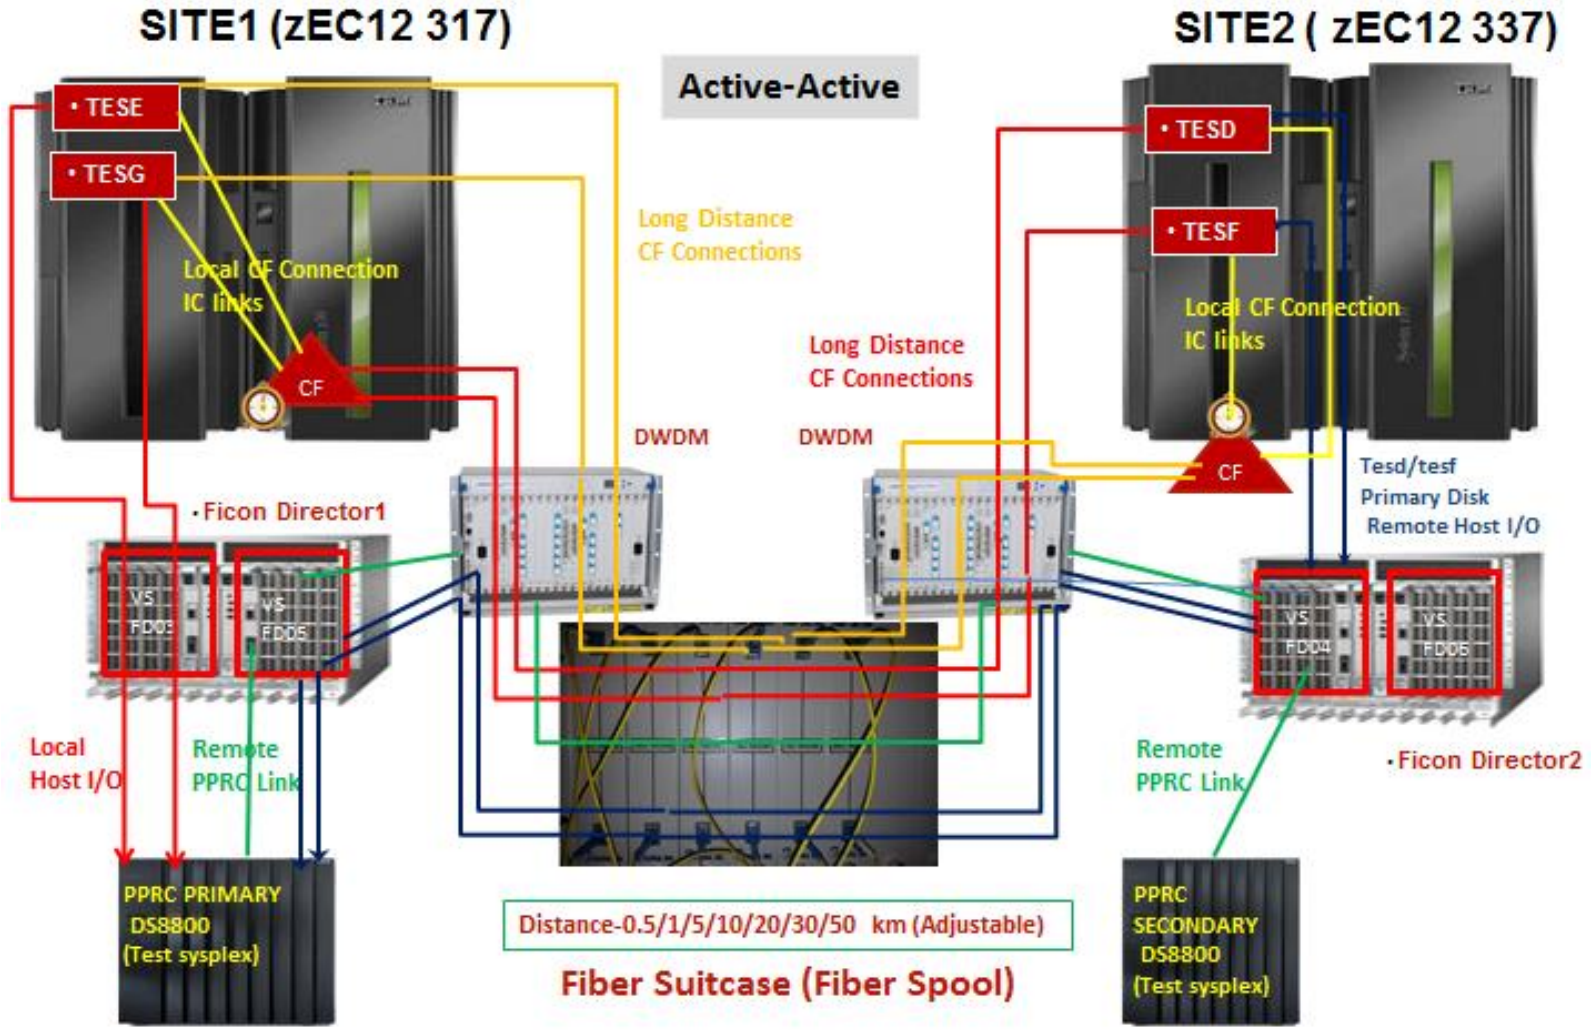 SITE1 (zEC12 317)
SITE2 ( zEC12 337)
Active-Active
• TESE
• TESG
• TESD
• TESF
Long Distance
CF Connections
Local CF Connection
IC links
Local CF Connection
IC links
Long Distance
CF Connections
CF
CF
DWDM
DWDM
Tesd/tesf
Primary Disk
Remote Host I/O
• Ficon Director1
VS
FD03
VS
FD05
VS
FD04
VS
FD06
Local
Host I/O
Remote
PPRC Link
Remote
PPRC Link
• Ficon Director2
PPRC PRIMARY
DS8800
(Test sysplex)
PPRC
SECONDARY
DS8800
(Test sysplex)
Distance-0.5/1/5/10/20/30/50 km (Adjustable)
Fiber Suitcase (Fiber Spool)